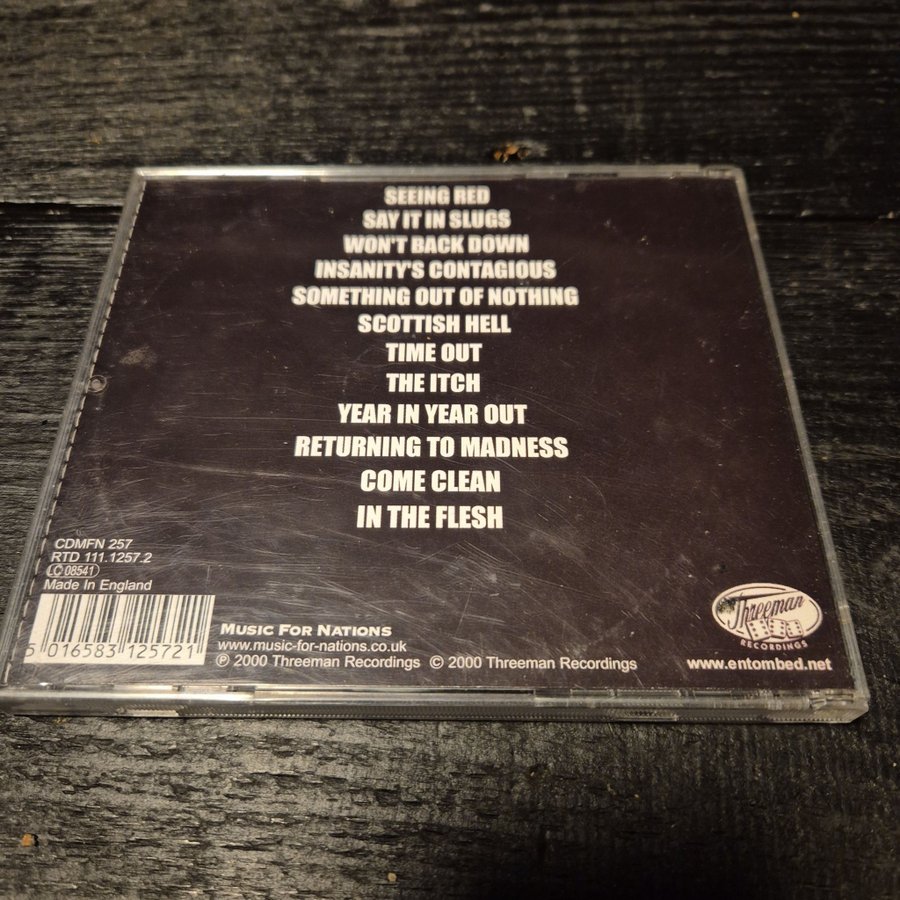 SEEING RED
SAY IT IN SLUGS
WON'T BACK DOWN
INSANITY'S CONTAGIOUS
SOMETHING OUT OF NOTHING
SCOTTISH HELL
TIME OUT
THE ITCH
YEAR IN YEAR OUT
RETURNING TO MADNESS
COME CLEAN
IN THE FLESH
CDMFN 257
RTD 111.1257.2
LC 08541
Made In England
5 016583 125721
MUSIC FOR NATIONS
www.music-for-nations.co.uk
℗ 2000 Threeman Recordings © 2000 Threeman Recordings
Threeman
RECORDINGS
www.entombed.net